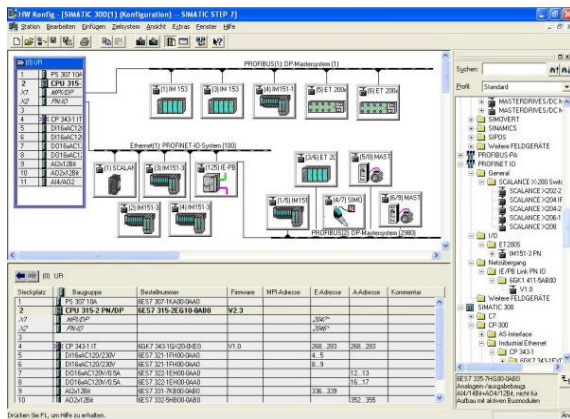 HW Konfig - [SIMATIC 300(1) (Konfiguration) -- SIMATIC STEP 7]
Station Bearbeiten Einfügen Zielsystem Ansicht Extras Fenster Hilfe
(0) UR
1 PS 307 10A
2 CPU 315-
X1 MPI/DP
X2 PN-IO
3
4 CP 343-1 IT
5 DI16xAC12
6 DI16xAC12
7 DO16xAC1
8 DO16xAC1
9 AI2x12Bit
10 AO2x12Bit
11 AI4/AO2
PROFIBUS(1): DP-Mastersystem (1)
(1) IM 153
(3) IM 153
(4) IM151-1
(5) ET 200
(6) ET 200
Ethernet(1): PROFINET-IO-System (100)
(1) SCALAN
(3) IM151-3
(125) IE-PB
(2) IM151-3
(4) IM151-3
(3/6) ET 20
(5/8) MAST
(1/5) IM151
(4/7) SIMO
(6/9) MAST
PROFIBUS(2): DP-Mastersystem (2980)
Suchen:
Profil: Standard
MASTERDRIVES/DC M
MASTERDRIVES/DC M
SIMOVERT
SINAMICS
SIPOS
Weitere FELDGERÄTE
PROFIBUS-PA
PROFINET IO
General
SCALANCE X-200 Switc
SCALANCE X202-2
SCALANCE X204 IF
SCALANCE X204-2
SCALANCE X206-1
SCALANCE X208
I/O
ET200S
IM151-3 PN
Netzübergang
IE/PB Link PN IO
6GK1 411-5AB00
V1.0
Weitere FELDGERÄTE
SIMATIC 300
C7
CP-300
AS-Interface
Industrial Ethernet
CP 343-1
6ES7 335-7HG00-0AB0
Analogein-/ausgabebaugr.
AI4/14Bit+AO4/12Bit, nicht für
Aufbau mit aktiven Busmodulen
(0) UR
Steckplatz Baugruppe Bestellnummer Firmware MPI-Adresse E-Adresse A-Adresse Kommentar
1 PS 307 10A 6ES7 307-1KA00-0AA0
2 CPU 315-2 PN/DP 6ES7 315-2EG10-0AB0 V2.3
X1 MPI/DP 2047*
X2 PN-IO 2046*
3
4 CP 343-1 IT 6GK7 343-1GX20-0XE0 V1.0 268...283 268...283
5 DI16xAC120/230V 6ES7 321-1FH00-0AA0 4...5
6 DI16xAC120/230V 6ES7 321-1FH00-0AA0 8...9
7 DO16xAC120V/0.5A 6ES7 322-1EH00-0AA0 12...13
8 DO16xAC120V/0.5A 6ES7 322-1EH00-0AA0 16...17
9 AI2x12Bit 6ES7 331-7KB00-0AB0 336...339
10 AO2x12Bit 6ES7 332-5HB00-0AB0 352...355
Drücken Sie F1, um Hilfe zu erhalten.